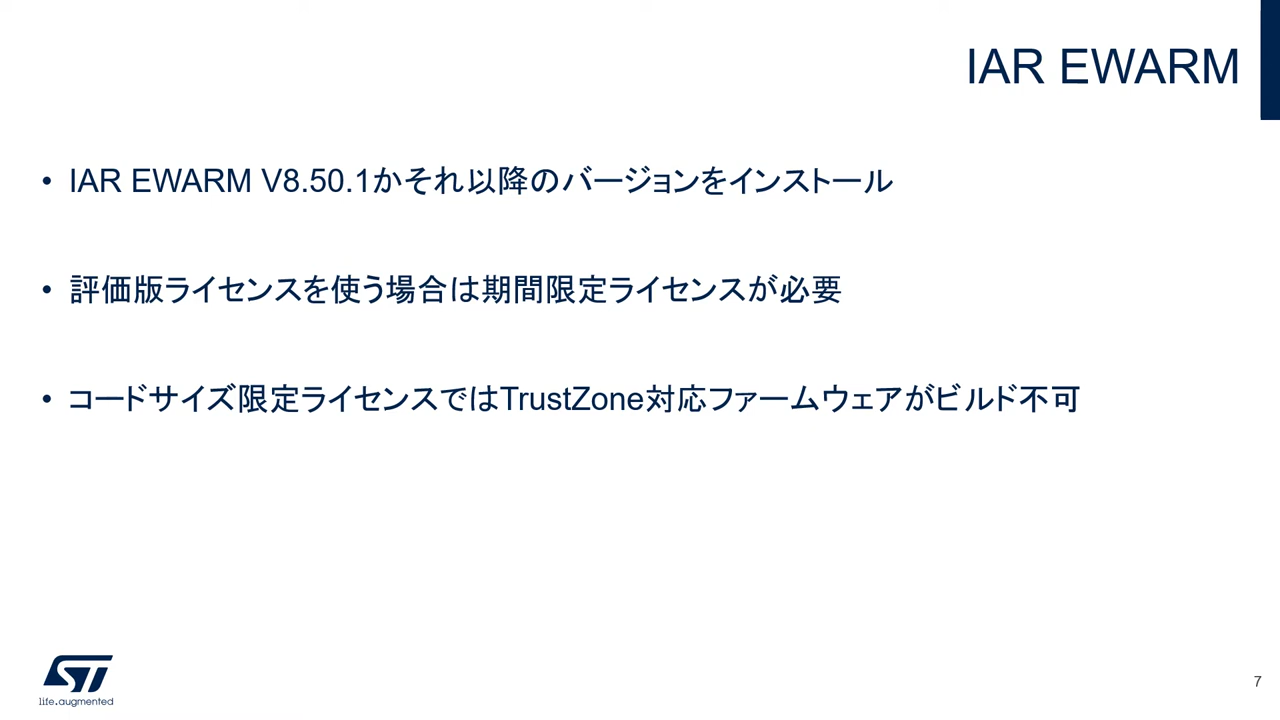 IAR EWARM
• IAR EWARM V8.50.1かそれ以降のバージョンをインストール
• 評価版ライセンスを使う場合は期間限定ライセンスが必要
• コードサイズ限定ライセンスではTrustZone対応ファームウェアがビルド不可
ST
life.augmented
7